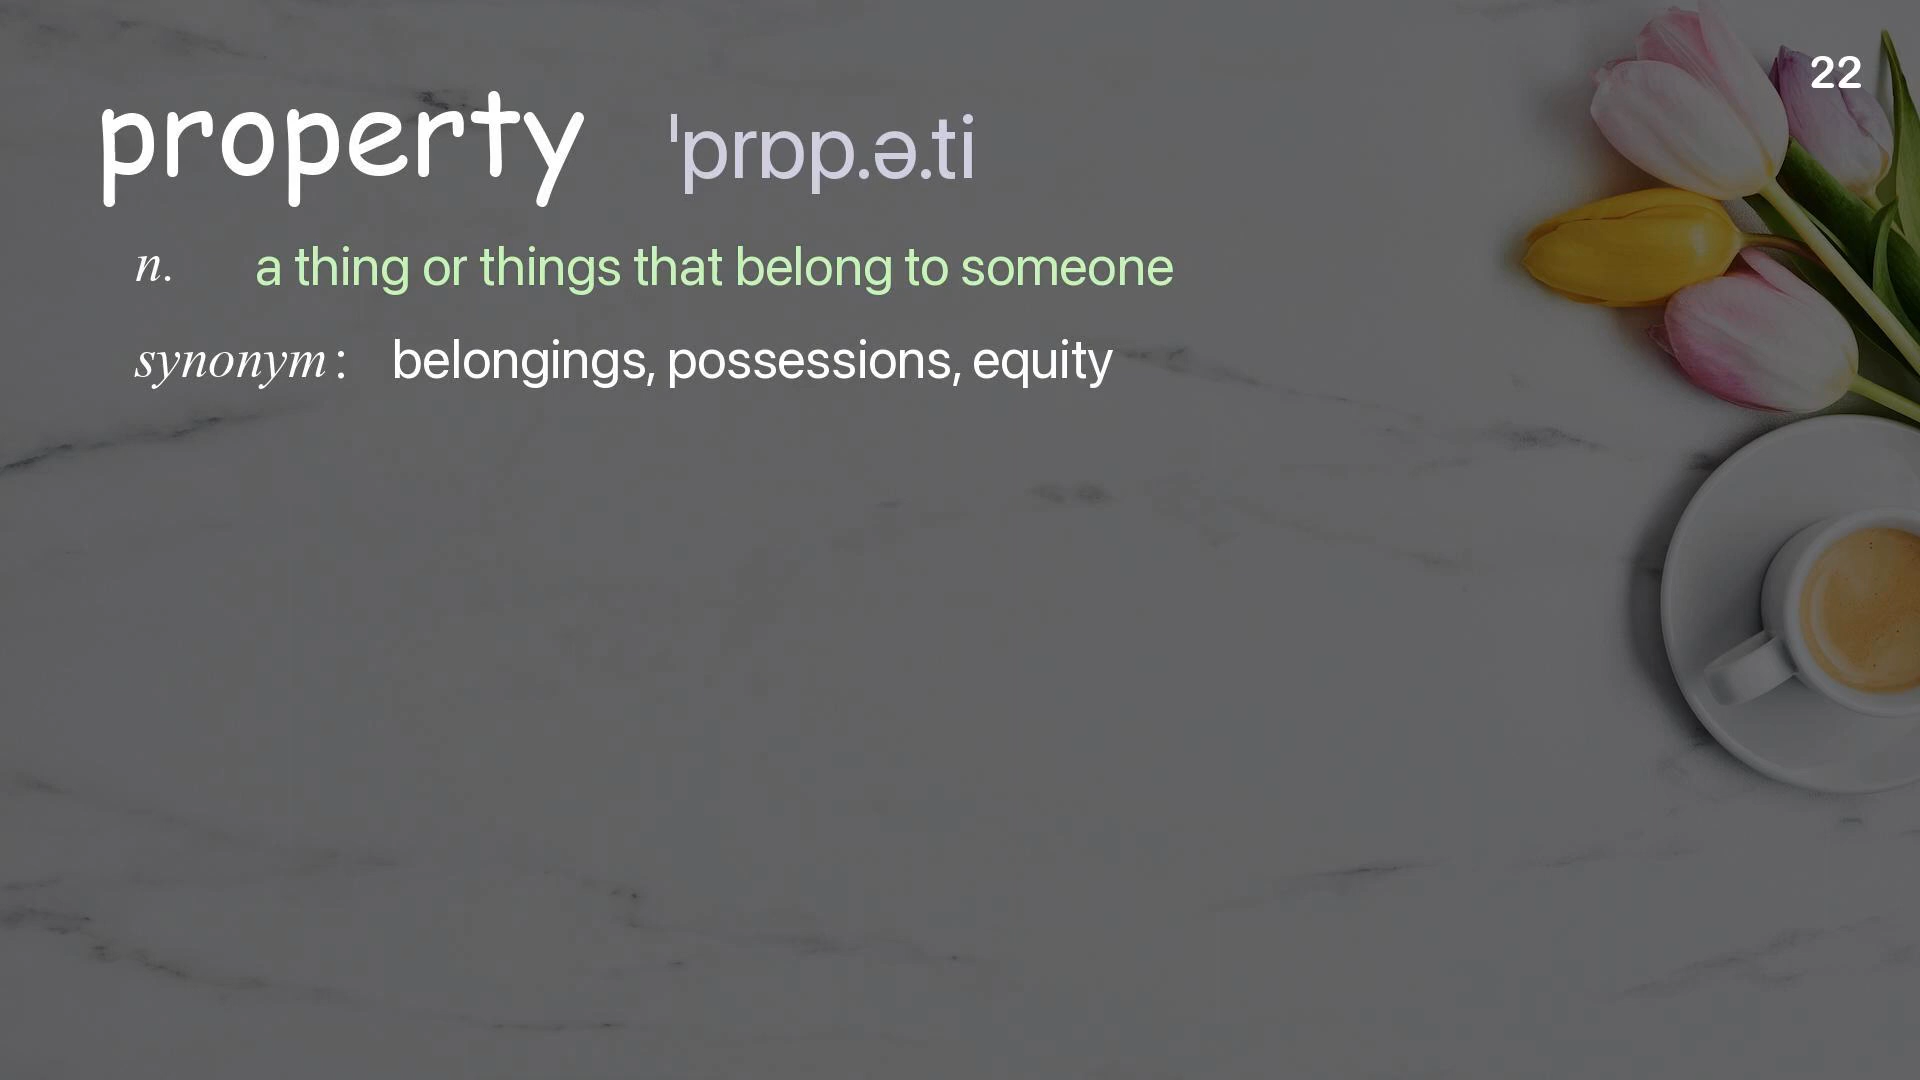 22
property ˈprɒp.ə.ti
n. a thing or things that belong to someone
synonym: belongings, possessions, equity